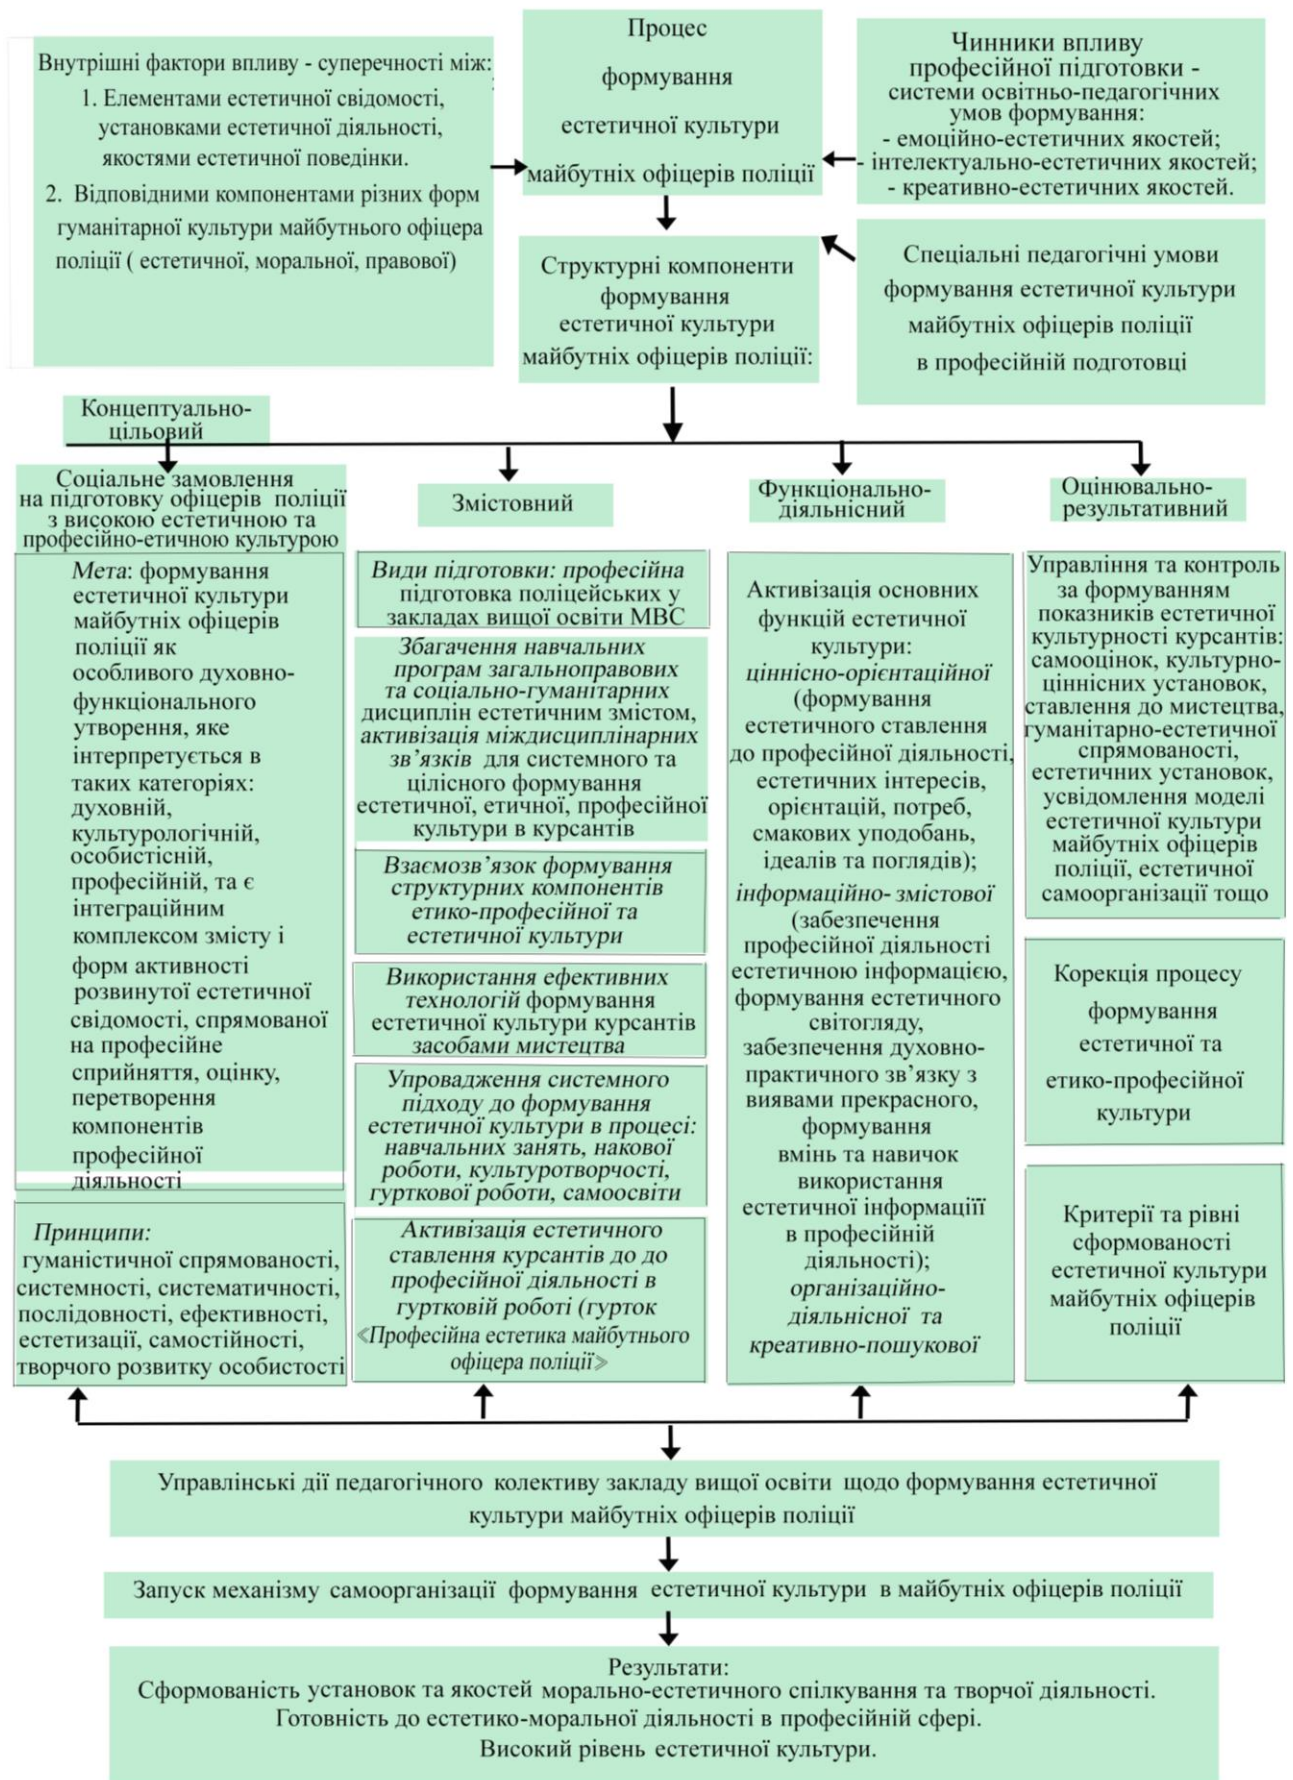 Внутрішні фактори впливу - суперечності між:
1. Елементами естетичної свідомості,
установками естетичної діяльності,
якостями естетичної поведінки.
2. Відповідними компонентами різних форм
гуманітарної культури майбутнього офіцера
поліції ( естетичної, моральної, правової)
Процес
формування
естетичної культури
майбутніх офіцерів поліції
Чинники впливу
професійної підготовки -
системи освітньо-педагогічних
умов формування:
- емоційно-естетичних якостей;
- інтелектуально-естетичних якостей;
- креативно-естетичних якостей.
Структурні компоненти
формування
естетичної культури
майбутніх офіцерів поліції:
Спеціальні педагогічні умови
формування естетичної культури
майбутніх офіцерів поліції
в професійній подготовці
Концептуально-
цільовий
Соціальне замовлення
на підготовку офіцерів поліції
з високою естетичною та
професійно-етичною культурою
Мета: формування
естетичної культури
майбутніх офіцерів
поліції як
особливого духовно-
функціонального
утворення, яке
інтерпретується в
таких категоріях:
духовній,
культурологічній,
особистісній,
професійній, та є
інтеграційним
комплексом змісту і
форм активності
розвинутої естетичної
свідомості, спрямованої
на професійне
сприйняття, оцінку,
перетворення
компонентів
професійної
діяльності
Принципи:
гуманістичної спрямованості,
системності, систематичності,
послідовності, ефективності,
естетизації, самостійності,
творчого розвитку особистості
Змістовний
Види підготовки: професійна
підготовка поліцейських у
закладах вищої освіти МВС
Збагачення навчальних
програм загальноправових
та соціально-гуманітарних
дисциплін естетичним змістом,
активізація міждисциплінарних
зв’язків для системного та
цілісного формування
естетичної, етичної, професійної
культури в курсантів
Взаємозв’язок формування
структурних компонентів
етико-професійної та
естетичної культури
Використання ефективних
технологій формування
естетичної культури курсантів
засобами мистецтва
Упровадження системного
підходу до формування
естетичної культури в процесі:
навчальних занять, накової
роботи, культуротворчості,
гурткової роботи, самоосвіти
Активізація естетичного
ставлення курсантів до до
професійної діяльності в
гуртковій роботі (гурток
«Професійна естетика майбутнього
офіцера поліції»
Функціонально-
діяльнісний
Активізація основних
функцій естетичної
культури:
ціннісно-орієнтаційної
(формування
естетичного ставлення
до професійної діяльності,
естетичних інтересів,
орієнтацій, потреб,
смакових уподобань,
ідеалів та поглядів);
інформаційно-змістової
(забезпечення
професійної діяльності
естетичною інформацією,
формування естетичного
світогляду,
забезпечення духовно-
практичного зв’язку з
виявами прекрасного,
формування
вмінь та навичок
використання
естетичної інформаціїї
в професійній
діяльності);
організаційно-
діяльнісної та
креативно-пошукової
Оцінювально-
результативний
Управління та контроль
за формуванням
показників естетичної
культурності курсантів:
самооцінок, культурно-
ціннісних установок,
ставлення до мистецтва,
гуманітарно-естетичної
спрямованості,
естетичних установок,
усвідомлення моделі
естетичної культури
майбутніх офіцерів
поліції, естетичної
самоорганізації тощо
Корекція процесу
формування
естетичної та
етико-професійної
культури
Критерії та рівні
сформованості
естетичної культури
майбутніх офіцерів
поліції
Управлінські дії педагогічного колективу закладу вищої освіти щодо формування естетичної
культури майбутніх офіцерів поліції
Запуск механізму самоорганізації формування естетичної культури в майбутніх офіцерів поліції
Результати:
Сформованість установок та якостей морально-естетичного спілкування та творчої діяльності.
Готовність до естетико-моральної діяльності в професійній сфері.
Високий рівень естетичної культури.